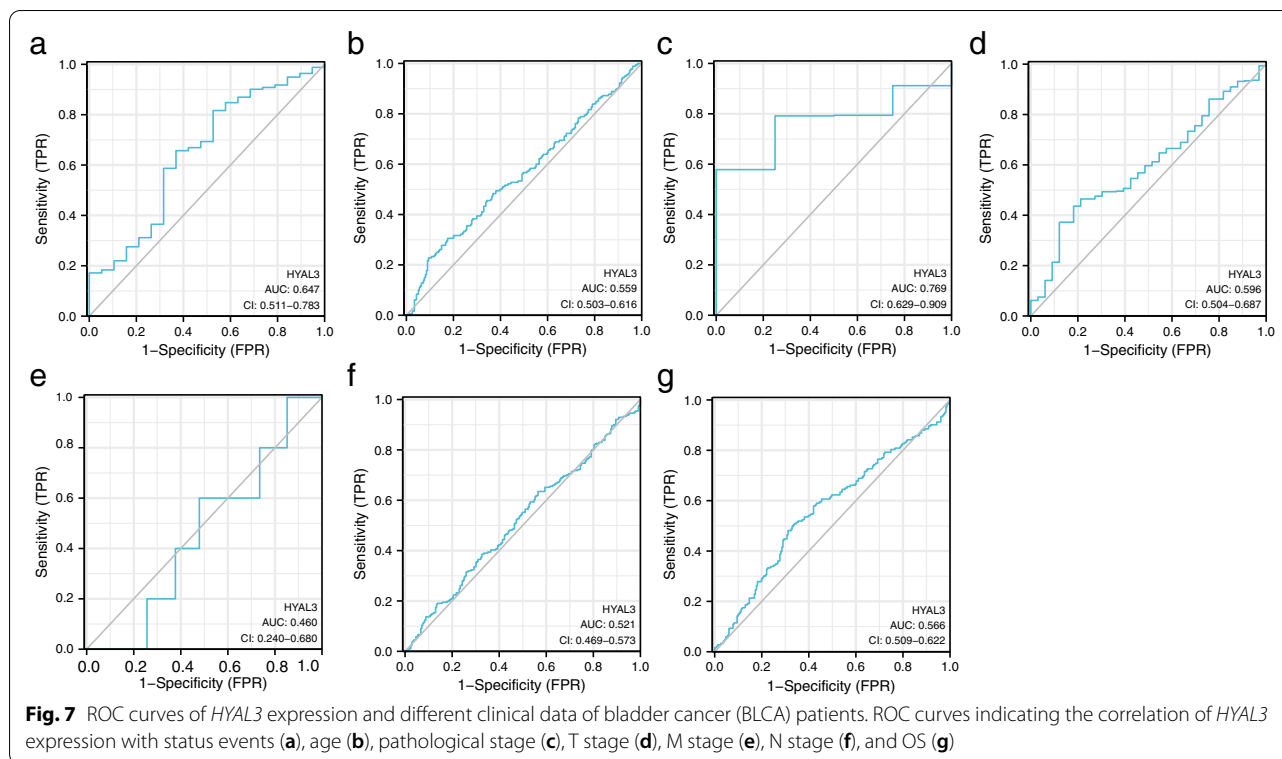 a
1.0
0.8
0.6
0.4
0.2
0.0
Sensitivity (TPR)
HYAL3
AUC: 0.647
CI: 0.511–0.783
0.0 0.2 0.4 0.6 0.8 1.0
1–Specificity (FPR)
b
1.0
0.8
0.6
0.4
0.2
0.0
Sensitivity (TPR)
HYAL3
AUC: 0.559
CI: 0.503–0.616
0.0 0.2 0.4 0.6 0.8 1.0
1–Specificity (FPR)
c
1.0
0.8
0.6
0.4
0.2
0.0
Sensitivity (TPR)
HYAL3
AUC: 0.769
CI: 0.629–0.909
0.0 0.2 0.4 0.6 0.8 1.0
1–Specificity (FPR)
d
1.0
0.8
0.6
0.4
0.2
0.0
Sensitivity (TPR)
HYAL3
AUC: 0.596
CI: 0.504–0.687
0.0 0.2 0.4 0.6 0.8 1.0
1–Specificity (FPR)
e
1.0
0.8
0.6
0.4
0.2
0.0
Sensitivity (TPR)
HYAL3
AUC: 0.460
CI: 0.240–0.680
0.0 0.2 0.4 0.6 0.8 1.0
1–Specificity (FPR)
f
1.0
0.8
0.6
0.4
0.2
0.0
Sensitivity (TPR)
HYAL3
AUC: 0.521
CI: 0.469–0.573
0.0 0.2 0.4 0.6 0.8 1.0
1–Specificity (FPR)
g
1.0
0.8
0.6
0.4
0.2
0.0
Sensitivity (TPR)
HYAL3
AUC: 0.566
CI: 0.509–0.622
0.0 0.2 0.4 0.6 0.8 1.0
1–Specificity (FPR)
Fig. 7 ROC curves of HYAL3 expression and different clinical data of bladder cancer (BLCA) patients. ROC curves indicating the correlation of HYAL3
expression with status events (a), age (b), pathological stage (c), T stage (d), M stage (e), N stage (f), and OS (g)